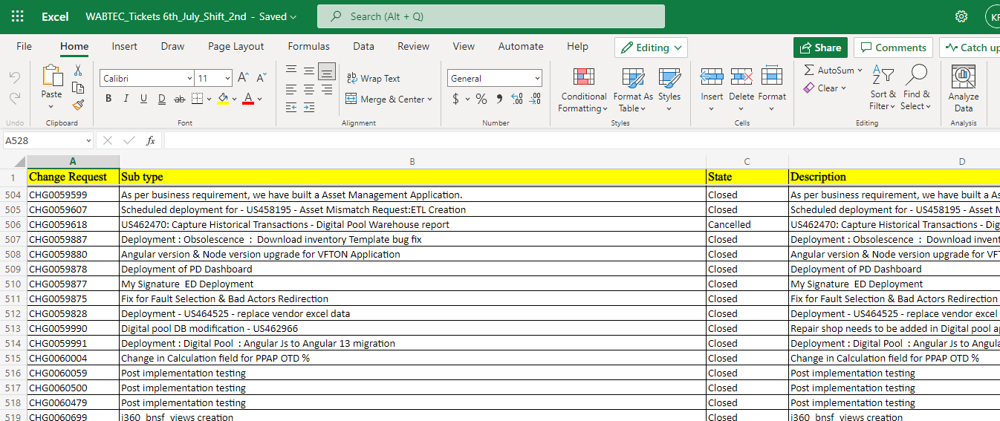 Excel WABTEC_Tickets 6th_July_Shift_2nd - Saved Search (Alt + Q)
File Home Insert Draw Page Layout Formulas Data Review View Automate Help Editing Share Comments Catch up
Calibri 11 A^ A˅ ab Wrap Text General AutoSum
Paste B I U D ab A Merge & Center $ % 9 .00 Conditional Formatting Format As Table Styles Insert Delete Format Clear Sort & Filter Find & Select Analyze Data
Undo Clipboard Font Alignment Number Styles Cells Editing Analysis
A528 fx
A B C D
1 Change Request Sub type State Description
504 CHG0059599 As per business requirement, we have built a Asset Management Application. Closed As per business requirement, we have built a As
505 CHG0059607 Scheduled deployment for - US458195 - Asset Mismatch Request:ETL Creation Closed Scheduled deployment for - US458195 - Asset M
506 CHG0059618 US462470: Capture Historical Transactions - Digital Pool Warehouse report Cancelled US462470: Capture Historical Transactions - Dig
507 CHG0059887 Deployment : Obsolescence : Download inventory Template bug fix Closed Deployment : Obsolescence : Download invent
508 CHG0059880 Angular version & Node version upgrade for VFTON Application Closed Angular version & Node version upgrade for VFT
509 CHG0059878 Deployment of PD Dashboard Closed Deployment of PD Dashboard
510 CHG0059877 My Signature ED Deployment Closed My Signature ED Deployment
511 CHG0059875 Fix for Fault Selection & Bad Actors Redirection Closed Fix for Fault Selection & Bad Actors Redirection
512 CHG0059828 Deployment - US464525 - replace vendor excel data Closed Deployment - US464525 - replace vendor excel
513 CHG0059990 Digital pool DB modification - US462966 Closed Repair shop needs to be added in Digital pool ap
514 CHG0059991 Deployment : Digital Pool : Angular Js to Angular 13 migration Closed Deployment : Digital Pool : Angular Js to Angula
515 CHG0060004 Change in Calculation field for PPAP OTD % Closed Change in Calculation field for PPAP OTD %
516 CHG0060059 Post implementation testing Closed Post implementation testing
517 CHG0060500 Post implementation testing Closed Post implementation testing
518 CHG0060479 Post implementation testing Closed Post implementation testing
519 CHG0060699 i360_bnsf_views creation Closed i360_bnsf_views creation